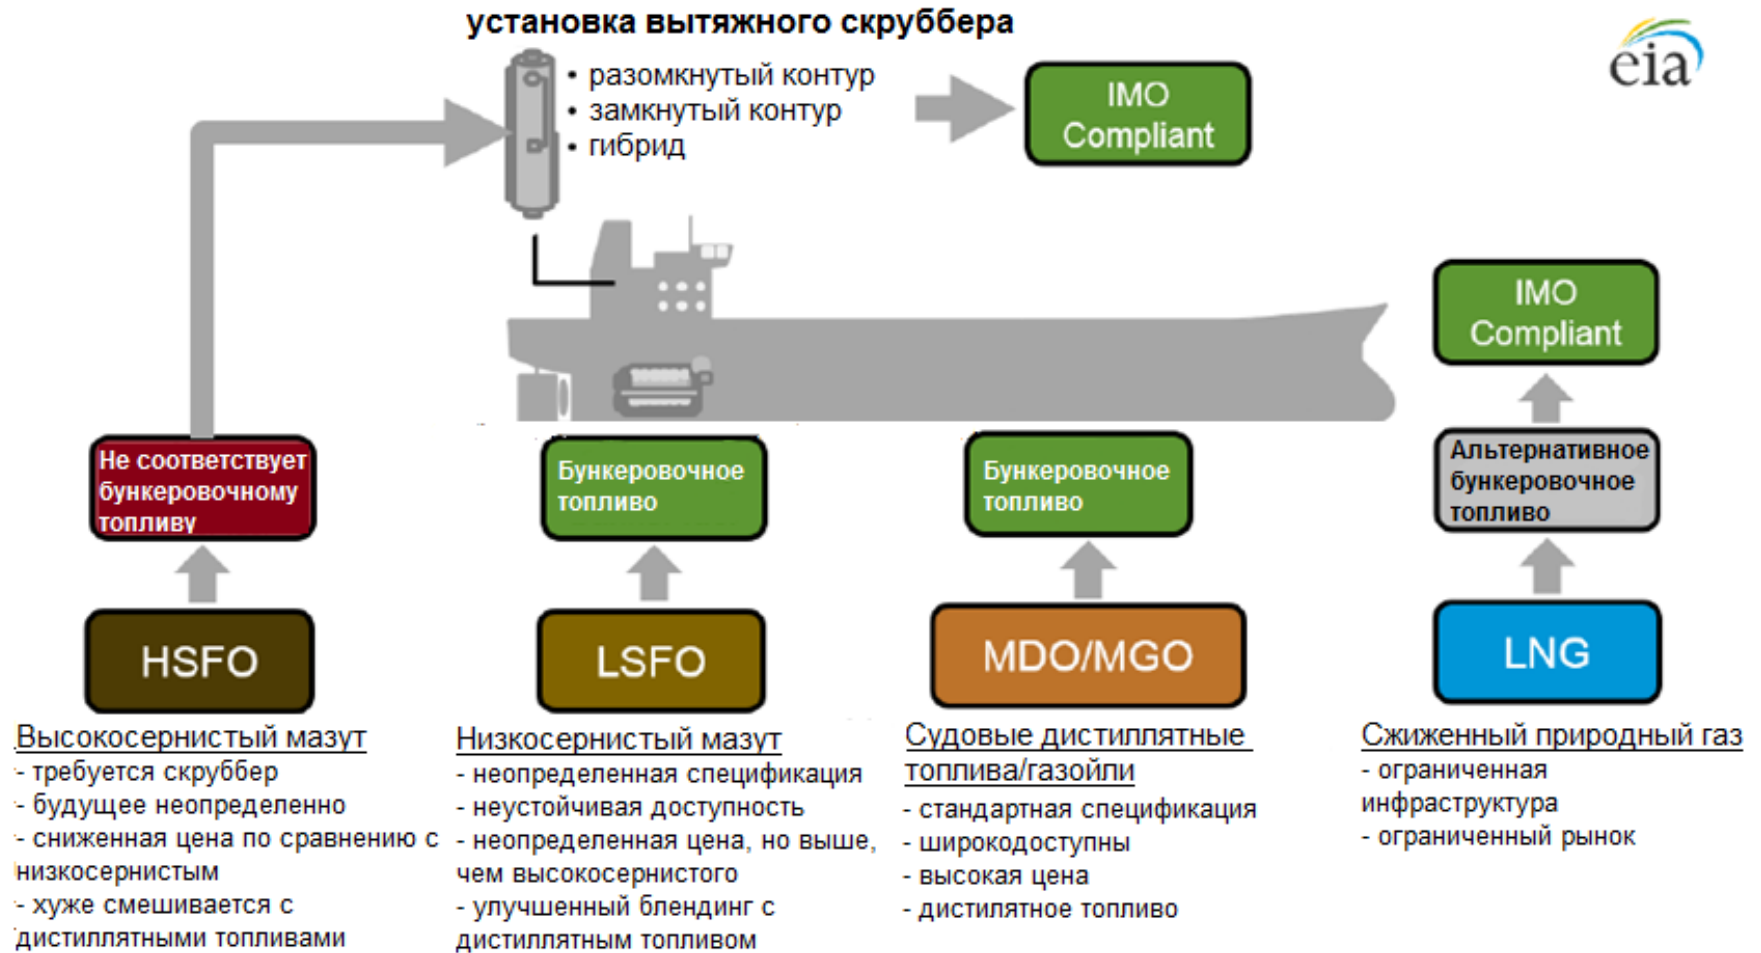 установка вытяжного скруббера
• разомкнутый контур
• замкнутый контур
• гибрид
IMO
Compliant
eia
IMO
Compliant
Не соответствует
бункеровочному
топливу
Бункеровочное
топливо
Бункеровочное
топливо
Альтернативное
бункеровочное
топливо
HSFO
LSFO
MDO/MGO
LNG
Высокосернистый мазут
- требуется скруббер
- будущее неопределенно
- сниженная цена по сравнению с
низкосернистым
- хуже смешивается с
дистиллятными топливами
Низкосернистый мазут
- неопределенная спецификация
- неустойчивая доступность
- неопределенная цена, но выше,
чем высокосернистого
- улучшенный блендинг с
дистиллятным топливом
Судовые дистиллятные
топлива/газойли
- стандартная спецификация
- широкодоступны
- высокая цена
- дистилятное топливо
Сжиженный природный газ
- ограниченная
инфраструктура
- ограниченный рынок